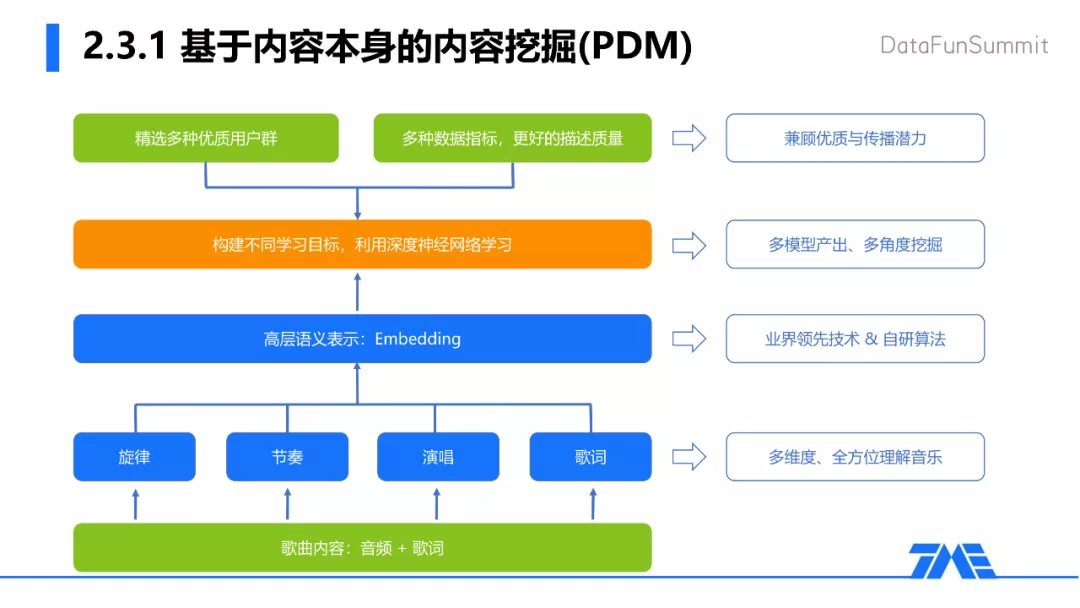 2.3.1 基于内容本身的内容挖掘(PDM)
DataFunSummit
精选多种优质用户群
多种数据指标，更好的描述质量
兼顾优质与传播潜力
构建不同学习目标，利用深度神经网络学习
多模型产出、多角度挖掘
高层语义表示：Embedding
业界领先技术 & 自研算法
旋律
节奏
演唱
歌词
多维度、全方位理解音乐
歌曲内容：音频 + 歌词
TME